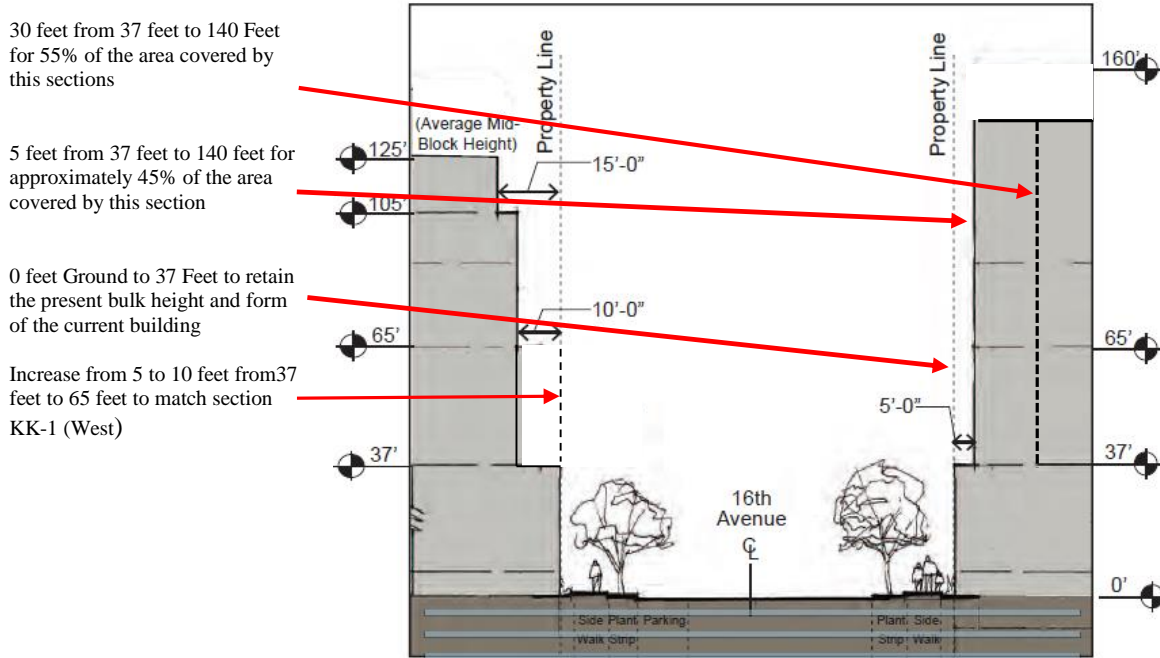 30 feet from 37 feet to 140 Feet
for 55% of the area covered by
this sections
5 feet from 37 feet to 140 feet for
approximately 45% of the area
covered by this section
0 feet Ground to 37 Feet to retain
the present bulk height and form
of the current building
Increase from 5 to 10 feet from37
feet to 65 feet to match section
KK-1 (West)
(Average Mid-
Block Height)
125'
105'
65'
37'
Property Line
15'-0"
10'-0"
Property Line
5'-0"
160'
65'
37'
0'
16th
Avenue
CL
Side Plant Parking
Walk Strip
Plant Side
Strip Walk